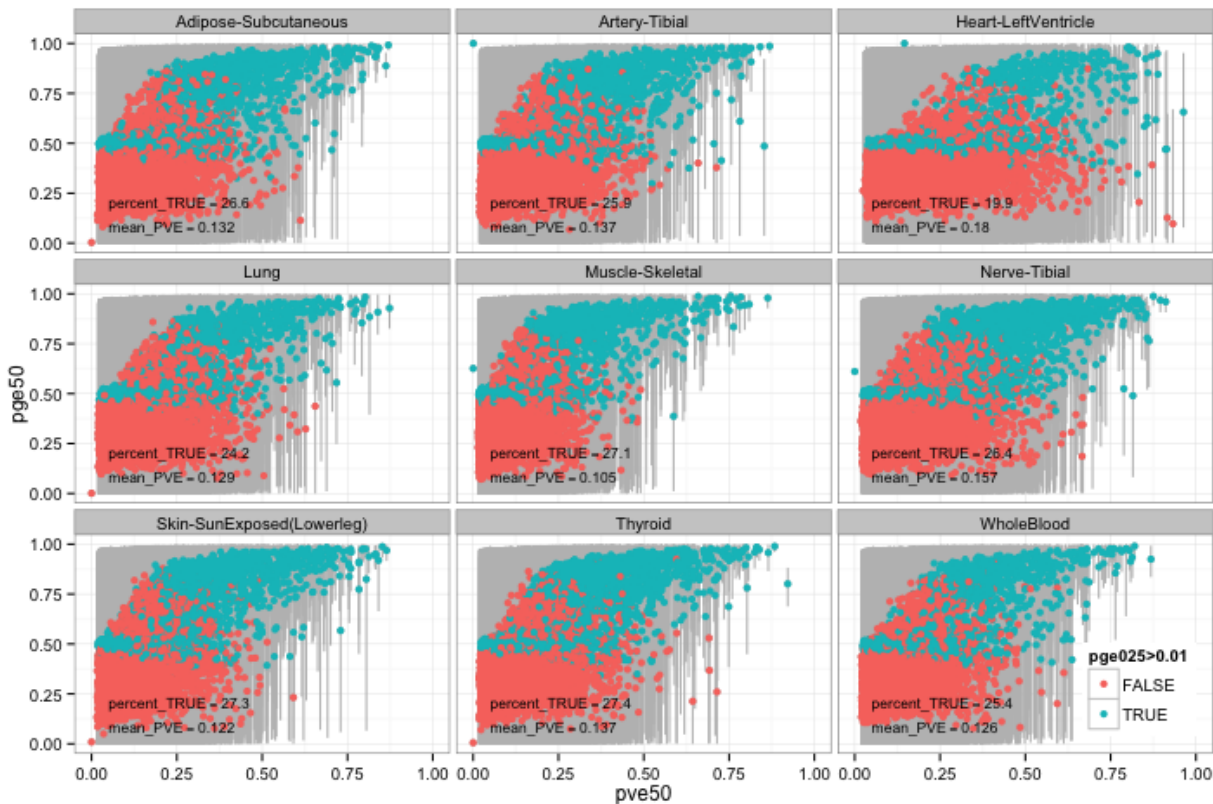 Adipose-Subcutaneous Artery-Tibial Heart-LeftVentricle
1.00
0.75
0.50
0.25
0.00
percent_TRUE = 26.6 percent_TRUE = 25.9 percent_TRUE = 19.9
mean_PVE = 0.132 mean_PVE = 0.137 mean_PVE = 0.18
Lung Muscle-Skeletal Nerve-Tibial
1.00
0.75
0.50
0.25
0.00
pge50
percent_TRUE = 24.2 percent_TRUE = 27.1 percent_TRUE = 26.4
mean_PVE = 0.129 mean_PVE = 0.105 mean_PVE = 0.157
Skin-SunExposed(Lowerleg) Thyroid WholeBlood
1.00
0.75
0.50
0.25
0.00
percent_TRUE = 27.3 percent_TRUE = 27.4 percent_TRUE = 25.4
mean_PVE = 0.122 mean_PVE = 0.137 mean_PVE = 0.126
pge025>0.01
FALSE
TRUE
0.00 0.25 0.50 0.75 1.00 0.00 0.25 0.50 0.75 1.00 0.00 0.25 0.50 0.75 1.00
pve50